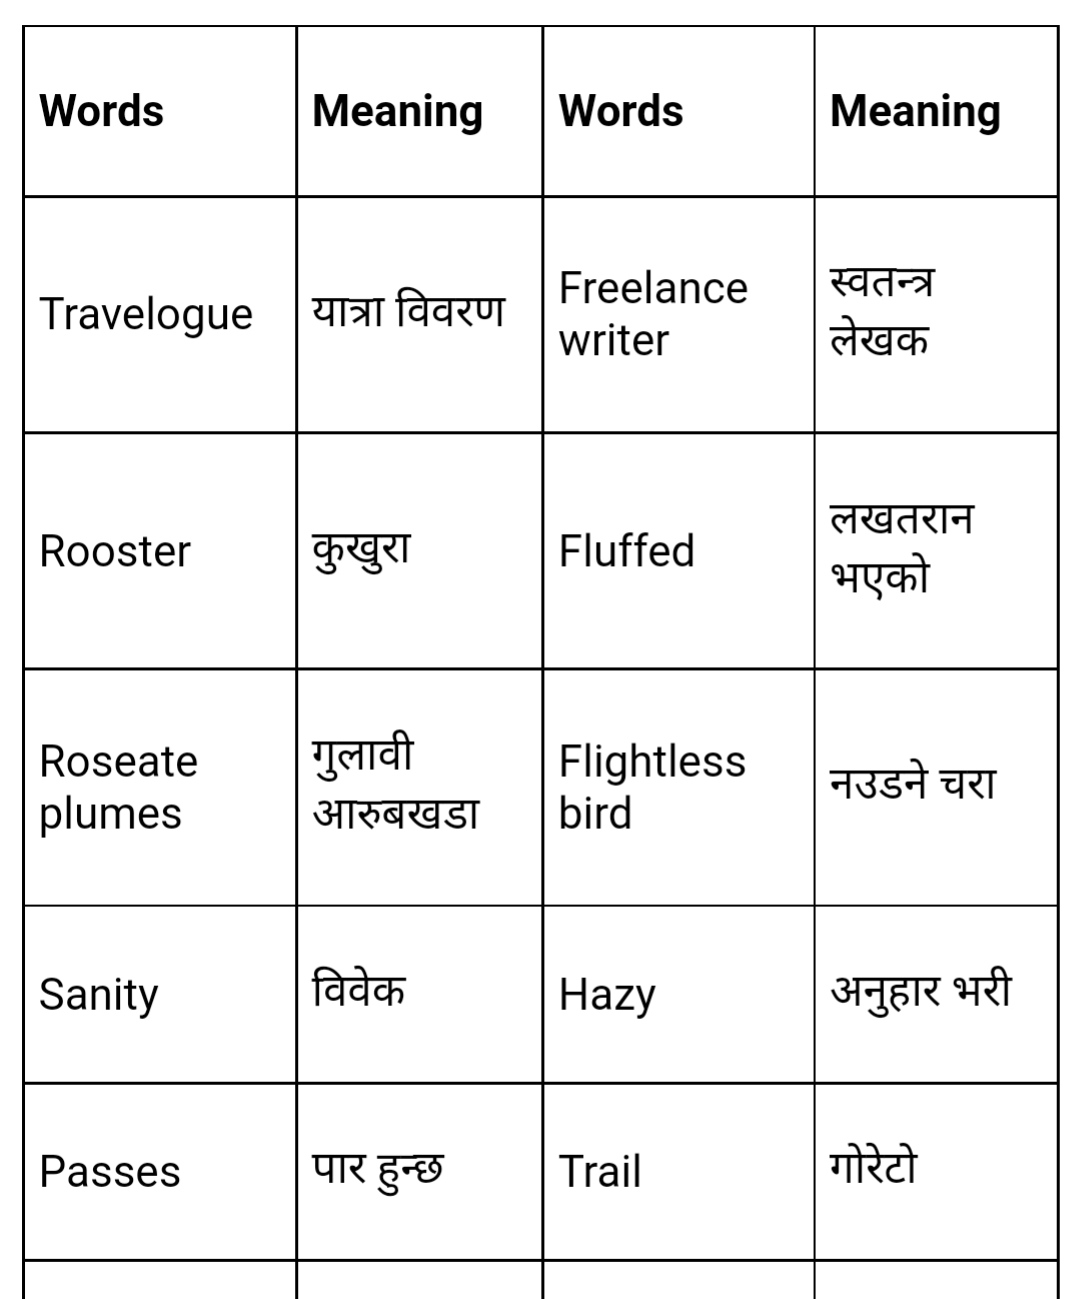 Words Meaning Words Meaning
Travelogue यात्रा विवरण Freelance writer स्वतन्त्र लेखक
Rooster कुखुरा Fluffed लखतरान भएको
Roseate plumes गुलावी आरुबखडा Flightless bird नउडने चरा
Sanity विवेक Hazy अनुहार भरी
Passes पार हुन्छ Trail गोरेटो